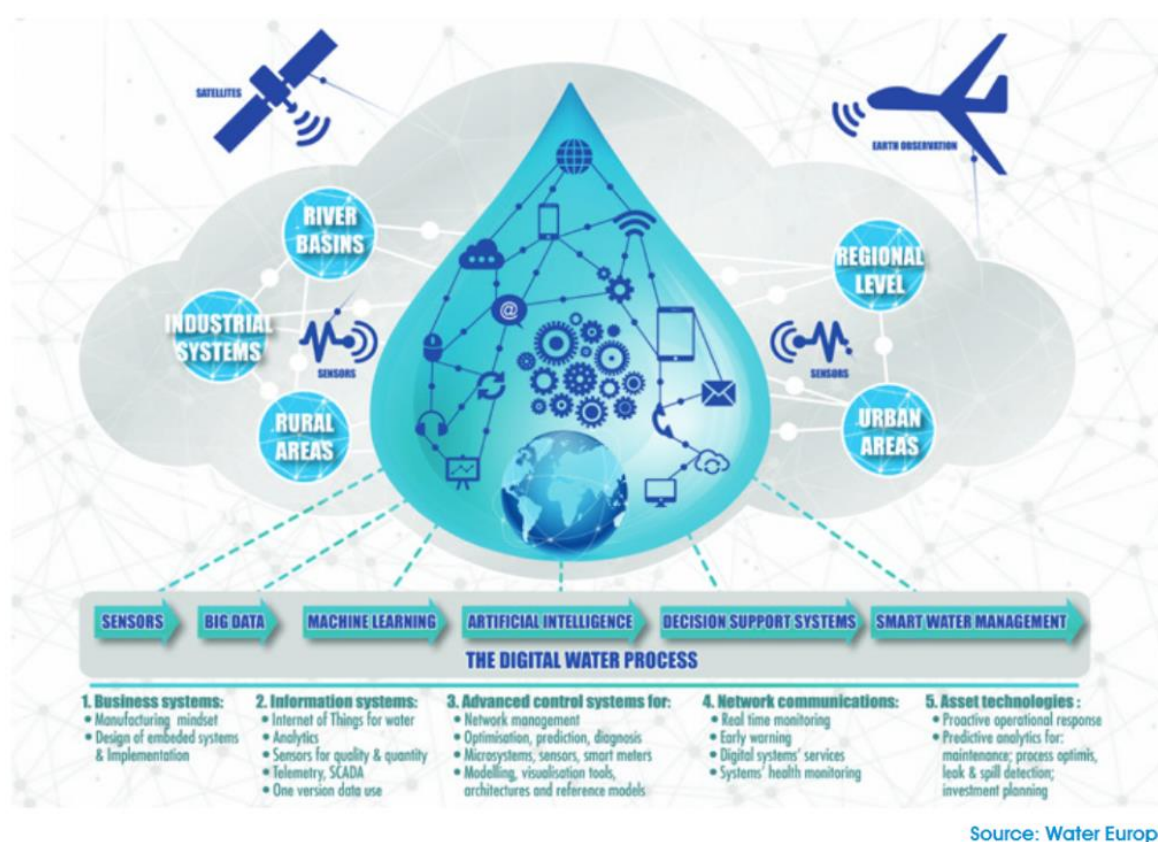 SATELLITES
EARTH OBSERVATION
RIVER
BASINS
REGIONAL
LEVEL
INDUSTRIAL
SYSTEMS
SENSORS
SENSORS
RURAL
AREAS
URBAN
AREAS
@
SENSORS
BIG DATA
MACHINE LEARNING
ARTIFICIAL INTELLIGENCE
DECISION SUPPORT SYSTEMS
SMART WATER MANAGEMENT
THE DIGITAL WATER PROCESS
1. Business systems:
• Manufacturing mindset
• Design of embeded systems
& Implementation
2. Information systems:
• Internet of Things for water
• Analytics
• Sensors for quality & quantity
• Telemetry, SCADA
• One version data use
3. Advanced control systems for:
• Network management
• Optimisation, prediction, diagnosis
• Microsystems, sensors, smart meters
• Modelling, visualisation tools,
architectures and reference models
4. Network communications:
• Real time monitoring
• Early warning
• Digital systems' services
• Systems' health monitoring
5. Asset technologies :
• Proactive operational response
• Predictive analytics for:
maintenance; process optimis,
leak & spill detection;
investment planning
Source: Water Europ